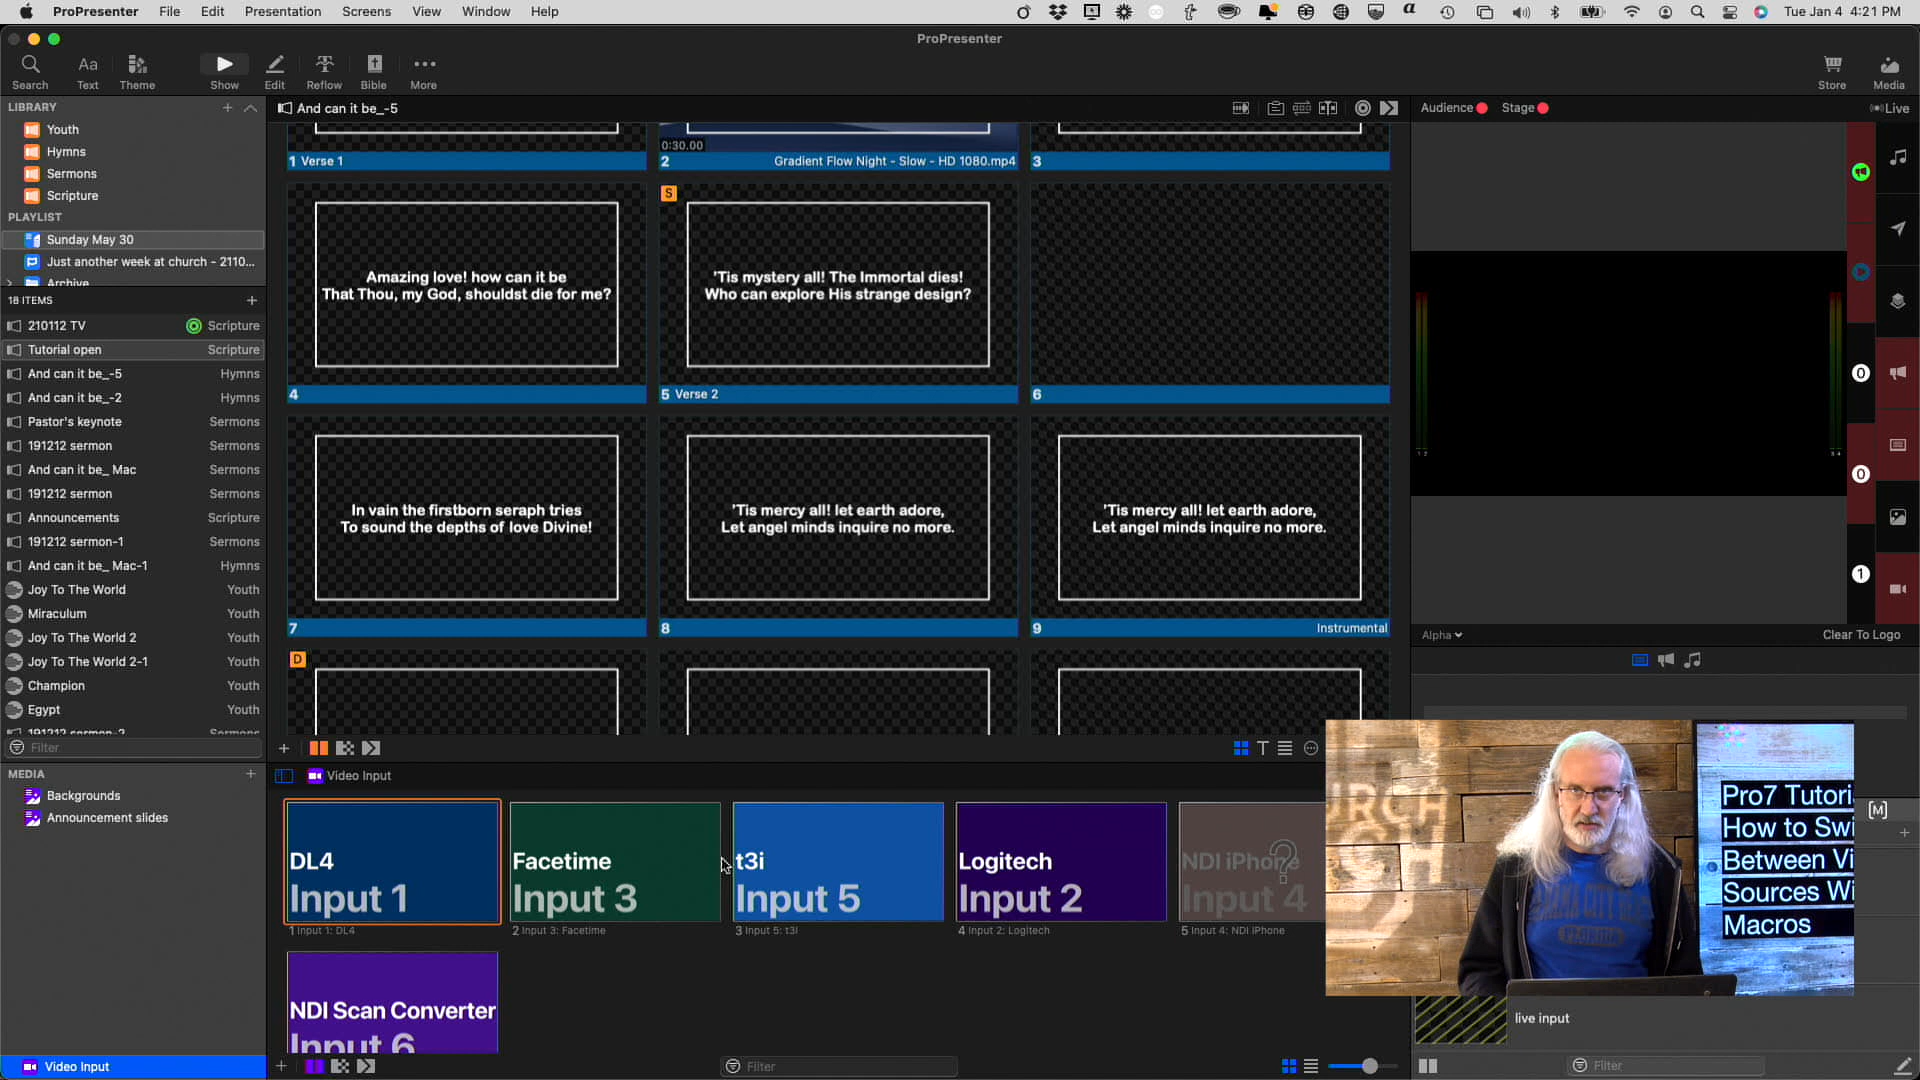 ProPresenter File Edit Presentation Screens View Window Help
Tue Jan 4 4:21 PM
ProPresenter
Search Text Theme Show Edit Reflow Bible More Store Media
LIBRARY
Youth
Hymns
Sermons
Scripture
PLAYLIST
Sunday May 30
Just another week at church - 2110...
Archive
18 ITEMS
210112 TV Scripture
Tutorial open Scripture
And can it be_-5 Hymns
And can it be_-2 Hymns
Pastor's keynote Sermons
191212 sermon Sermons
And can it be_ Mac Sermons
191212 sermon Sermons
Announcements Scripture
191212 sermon-1 Sermons
And can it be_ Mac-1 Hymns
Joy To The World Youth
Miraculum Youth
Joy To The World 2 Youth
Joy To The World 2-1 Youth
Champion Youth
Egypt Youth
191212 sermon-2 Sermons
Filter
MEDIA
Backgrounds
Announcement slides
Video Input
And can it be_-5
0:30.00
1 Verse 1
2 Gradient Flow Night - Slow - HD 1080.mp4
3
Amazing love! how can it be
That Thou, my God, shouldst die for me?
4
S
'Tis mystery all! The Immortal dies!
Who can explore His strange design?
5 Verse 2
6
In vain the firstborn seraph tries
To sound the depths of love Divine!
7
'Tis mercy all! let earth adore,
Let angel minds inquire no more.
8
'Tis mercy all! let earth adore,
Let angel minds inquire no more.
9 Instrumental
D
Video Input
DL4
Input 1
1 Input 1: DL4
Facetime
Input 3
2 Input 3: Facetime
t3i
Input 5
3 Input 5: t3i
Logitech
Input 2
4 Input 2: Logitech
NDI iPhone
Input 4
5 Input 4: NDI iPhone
NDI Scan Converter
Input 6
Filter
Audience Stage Live
1 2
3 4
0
0
1
Alpha Clear To Logo
URCH
Pro7 Tutori
How to Swi
Between Vi
Sources Wi
Macros
[M]
FLORIDA
live input
Filter